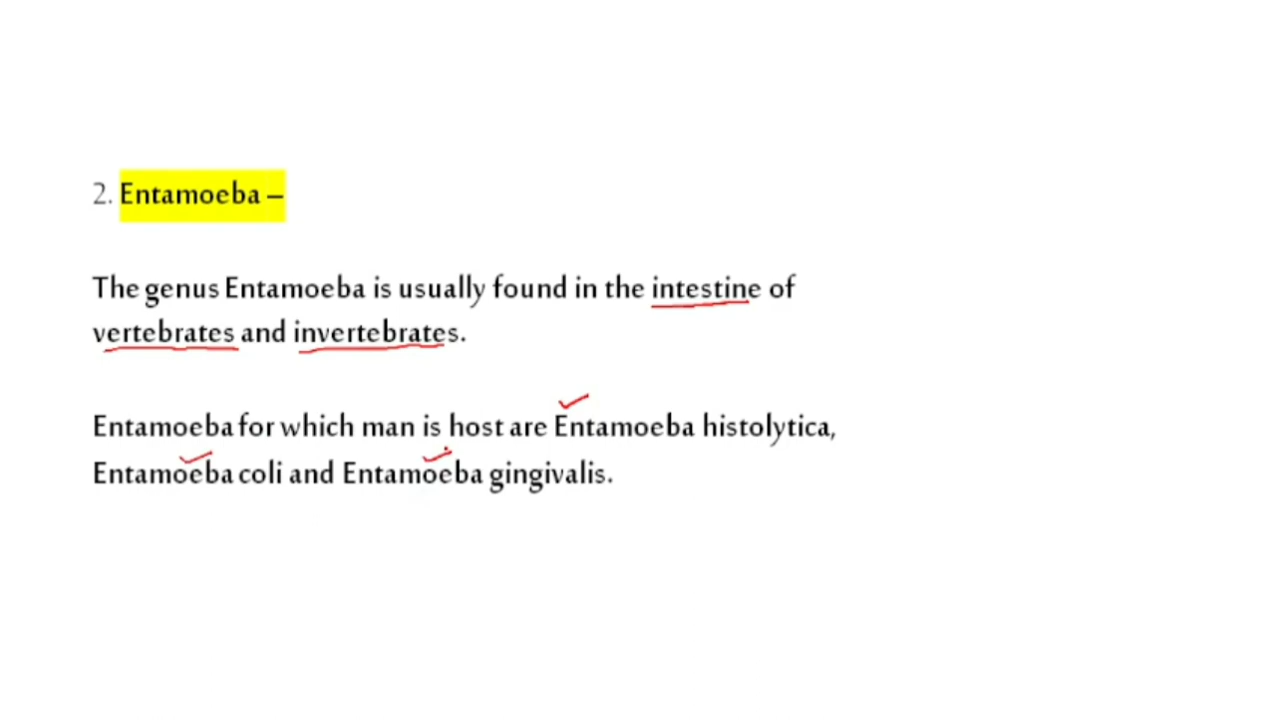 2. Entamoeba –
The genus Entamoeba is usually found in the intestine of
vertebrates and invertebrates.
Entamoeba for which man is host are Entamoeba histolytica,
Entamoeba coli and Entamoeba gingivalis.